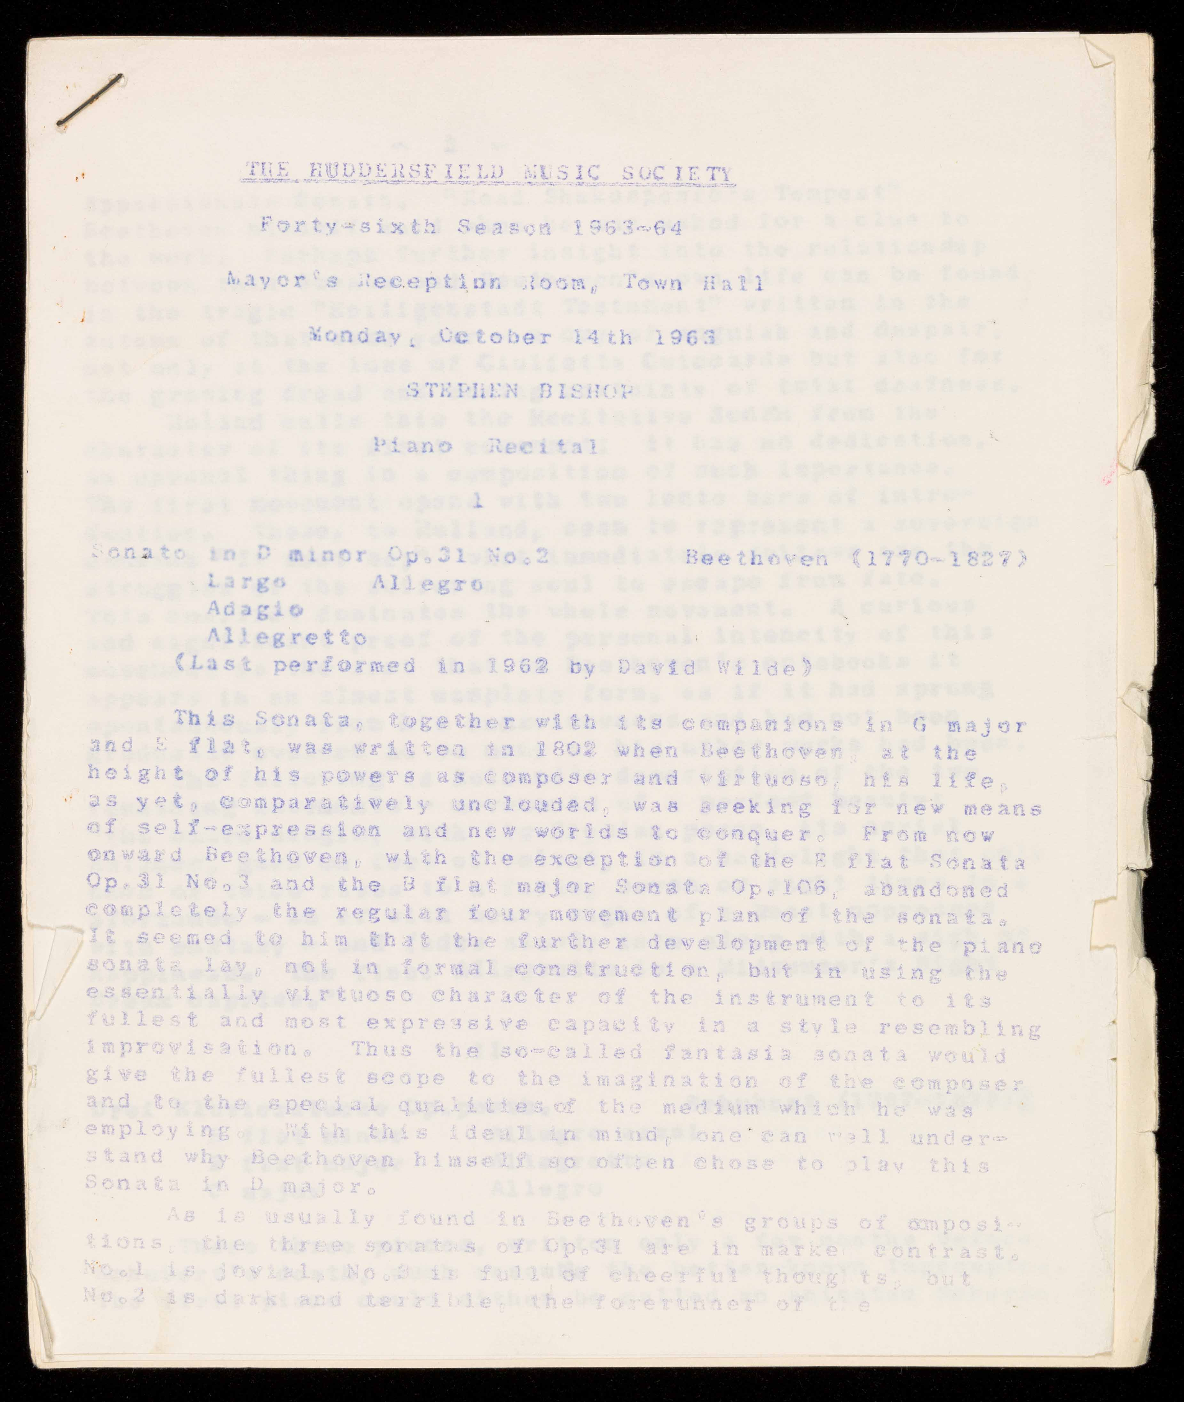 THE HUDDERSFIELD MUSIC SOCIETY
Forty-sixth Season 1963-64
Mayor's Reception Room, Town Hall
Monday, October 14th 1963
STEPHEN BISHOP
Piano Recital
1
Sonato in D minor Op.31 No.2 Beethoven (1770-1827)
Largo Allegro
Adagio
Allegretto
(Last performed in 1962 by David Wilde)
This Sonata, together with its companions in G major
and E flat, was written in 1802 when Beethoven, at the
height of his powers as composer and virtuoso, his life,
as yet, comparatively unclouded, was seeking for new means
of self-expression and new worlds to conquer. From now
onward Beethoven, with the exception of the E flat Sonata
Op.31 No.3 and the B flat major Sonata Op.106, abandoned
completely the regular four movement plan of the sonata.
It seemed to him that the further development of the piano
sonata lay, not in formal construction, but in using the
essentially virtuoso character of the instrument to its
fullest and most expressive capacity in a style resembling
improvisation. Thus the so-called fantasia sonata would
give the fullest scope to the imagination of the composer
and to the special qualities of the medium which he was
employing. With this ideal in mind, one can well under-
stand why Beethoven himself so often chose to play this
Sonata in D major.
As is usually found in Beethoven's groups of omposi-
tions, the three sonatas of Op.31 are in marke contrast.
No.1 is jovial, No.3 is full of cheerful thoug ts, but
No.2 is dark and terrible, the forerunner of the